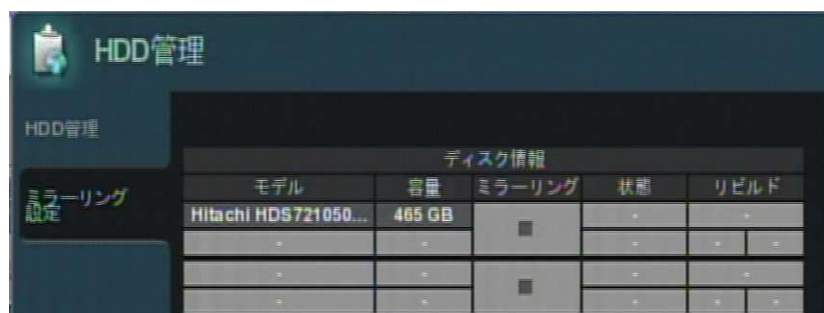 HDD管理
HDD管理
ディスク情報
ミラーリング
設定
モデル 容量 ミラーリング 状態 リビルド
Hitachi HDS721050... 465 GB - -
- - - - -
- - - -
- - - - -